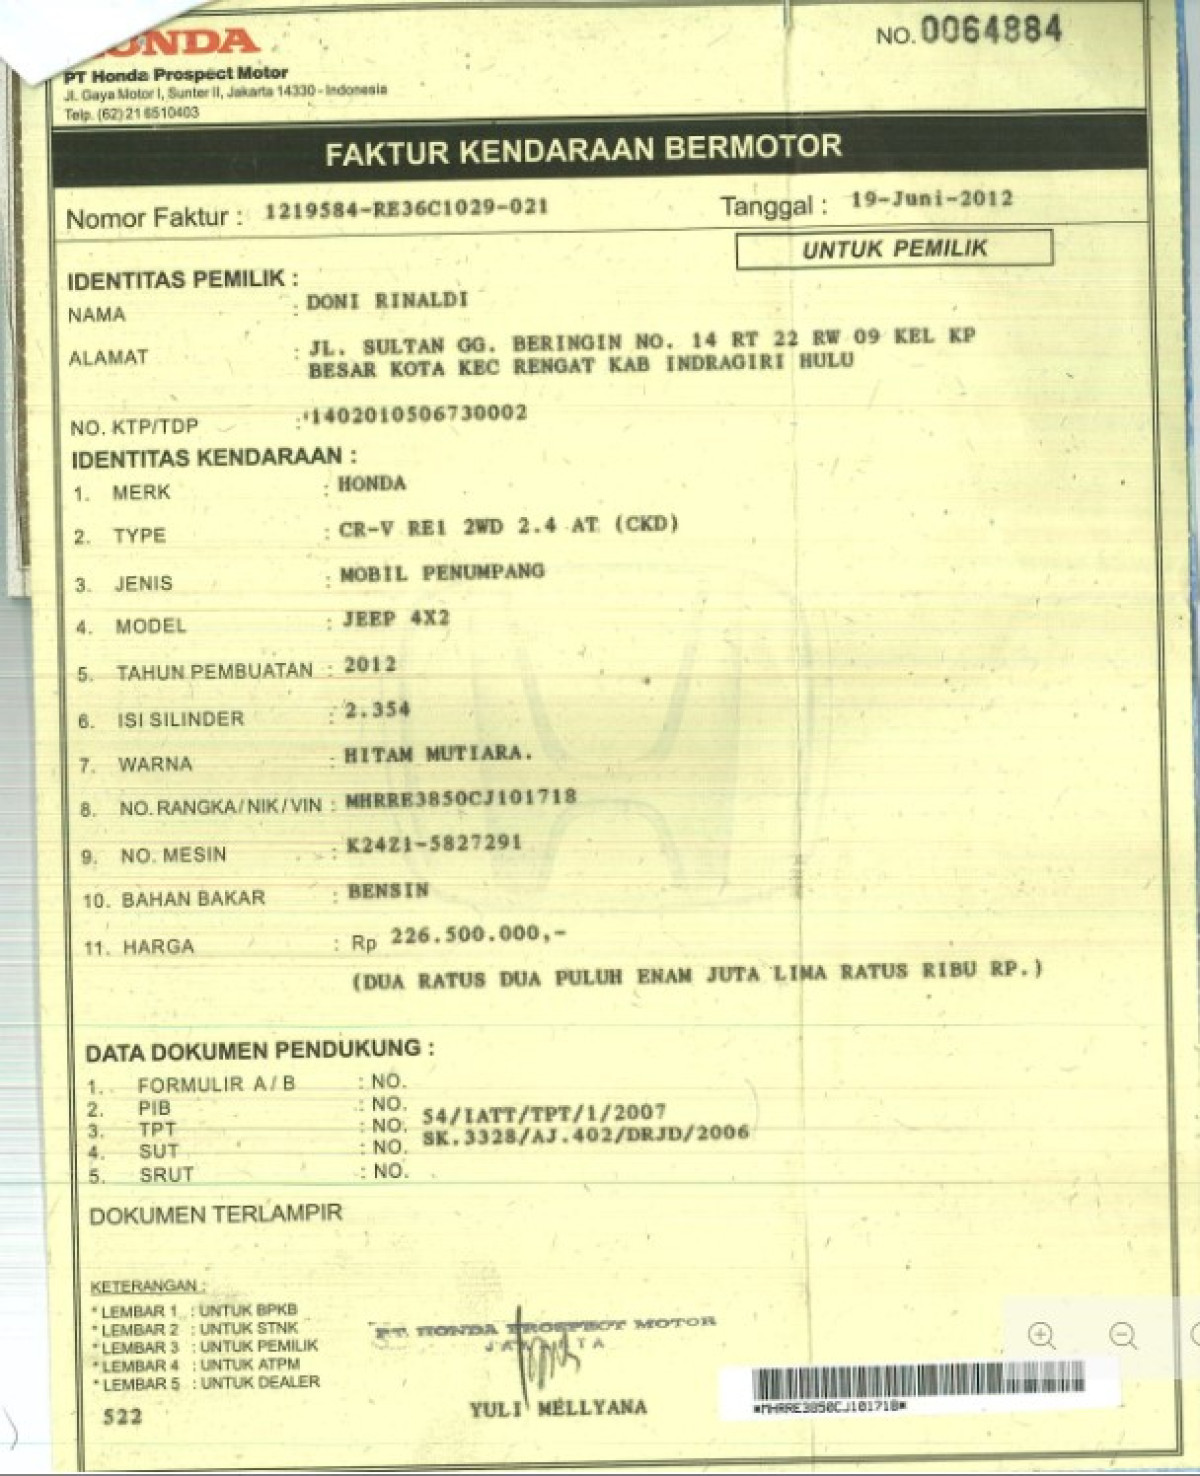 HONDA
NO. 0064884
PT Honda Prospect Motor
Jl. Gaya Motor I, Sunter II, Jakarta 14330 - Indonesia
Telp. (62) 21 6510403
FAKTUR KENDARAAN BERMOTOR
Nomor Faktur : 1219584-RE36C1029-021 Tanggal : 19-Juni-2012
UNTUK PEMILIK
IDENTITAS PEMILIK :
NAMA : DONI RINALDI
ALAMAT : JL. SULTAN GG. BERINGIN NO. 14 RT 22 RW 09 KEL KP
BESAR KOTA KEC RENGAT KAB INDRAGIRI HULU
NO. KTP/TDP : '1402010506730002
IDENTITAS KENDARAAN :
1. MERK : HONDA
2. TYPE : CR-V RE1 2WD 2.4 AT (CKD)
3. JENIS : MOBIL PENUMPANG
4. MODEL : JEEP 4X2
5. TAHUN PEMBUATAN : 2012
6. ISI SILINDER : 2.354
7. WARNA : HITAM MUTIARA.
8. NO. RANGKA / NIK / VIN : MHRRE3850CJ101718
9. NO. MESIN : K24Z1-5827291
10. BAHAN BAKAR : BENSIN
11. HARGA : Rp 226.500.000,-
(DUA RATUS DUA PULUH ENAM JUTA LIMA RATUS RIBU RP.)
DATA DOKUMEN PENDUKUNG :
1. FORMULIR A / B : NO.
2. PIB : NO.
3. TPT : NO. 54/IATT/TPT/1/2007
4. SUT : NO. SK.3328/AJ.402/DRJD/2006
5. SRUT : NO.
DOKUMEN TERLAMPIR
KETERANGAN :
* LEMBAR 1 : UNTUK BPKB
* LEMBAR 2 : UNTUK STNK
* LEMBAR 3 : UNTUK PEMILIK
* LEMBAR 4 : UNTUK ATPM
* LEMBAR 5 : UNTUK DEALER
522
PT. HONDA PROSPECT MOTOR
JAKARTA
YULI MELLYANA
*MHRRE3850CJ101718*